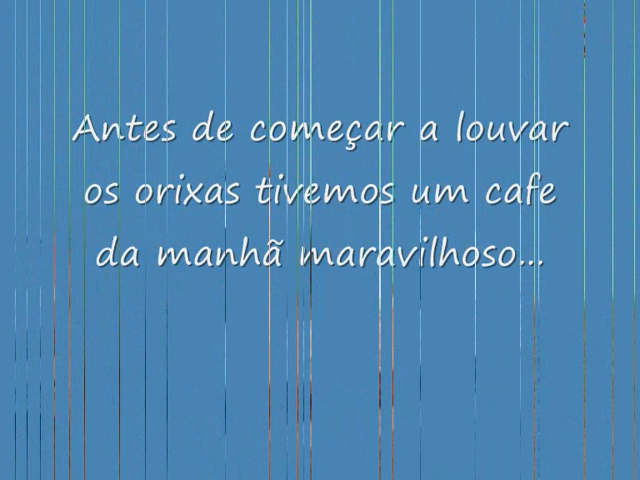 Antes de começar a louvar
os orixas tivemos um cafe
da manhã maravilhoso...